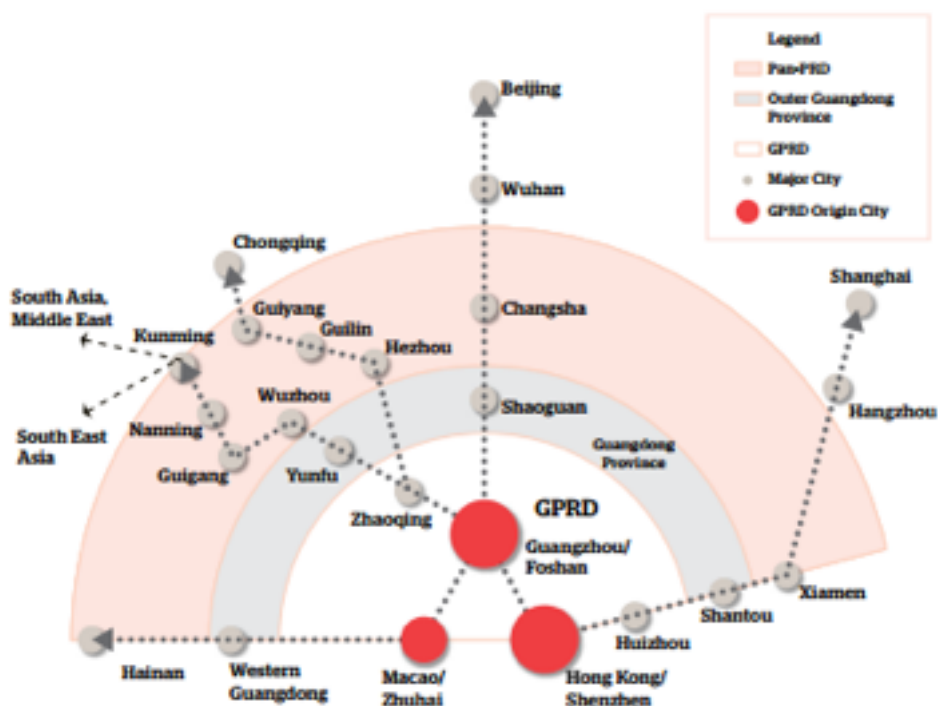 Legend
Pan-PRD
Outer Guangdong
Province
GPRD
Major City
GPRD Origin City
Beijing
Wuhan
Chongqing
Shanghai
South Asia,
Middle East
Kunming
Guiyang
Guilin
Hezhou
Changsha
Hangzhou
Wuzhou
Shaoguan
Nanning
South East
Asia
Guigang
Yunfu
Guangdong
Province
Zhaoqing
GPRD
Guangzhou/
Foshan
Xiamen
Shantou
Huizhou
Hainan
Western
Guangdong
Macao/
Zhuhai
Hong Kong/
Shenzhen